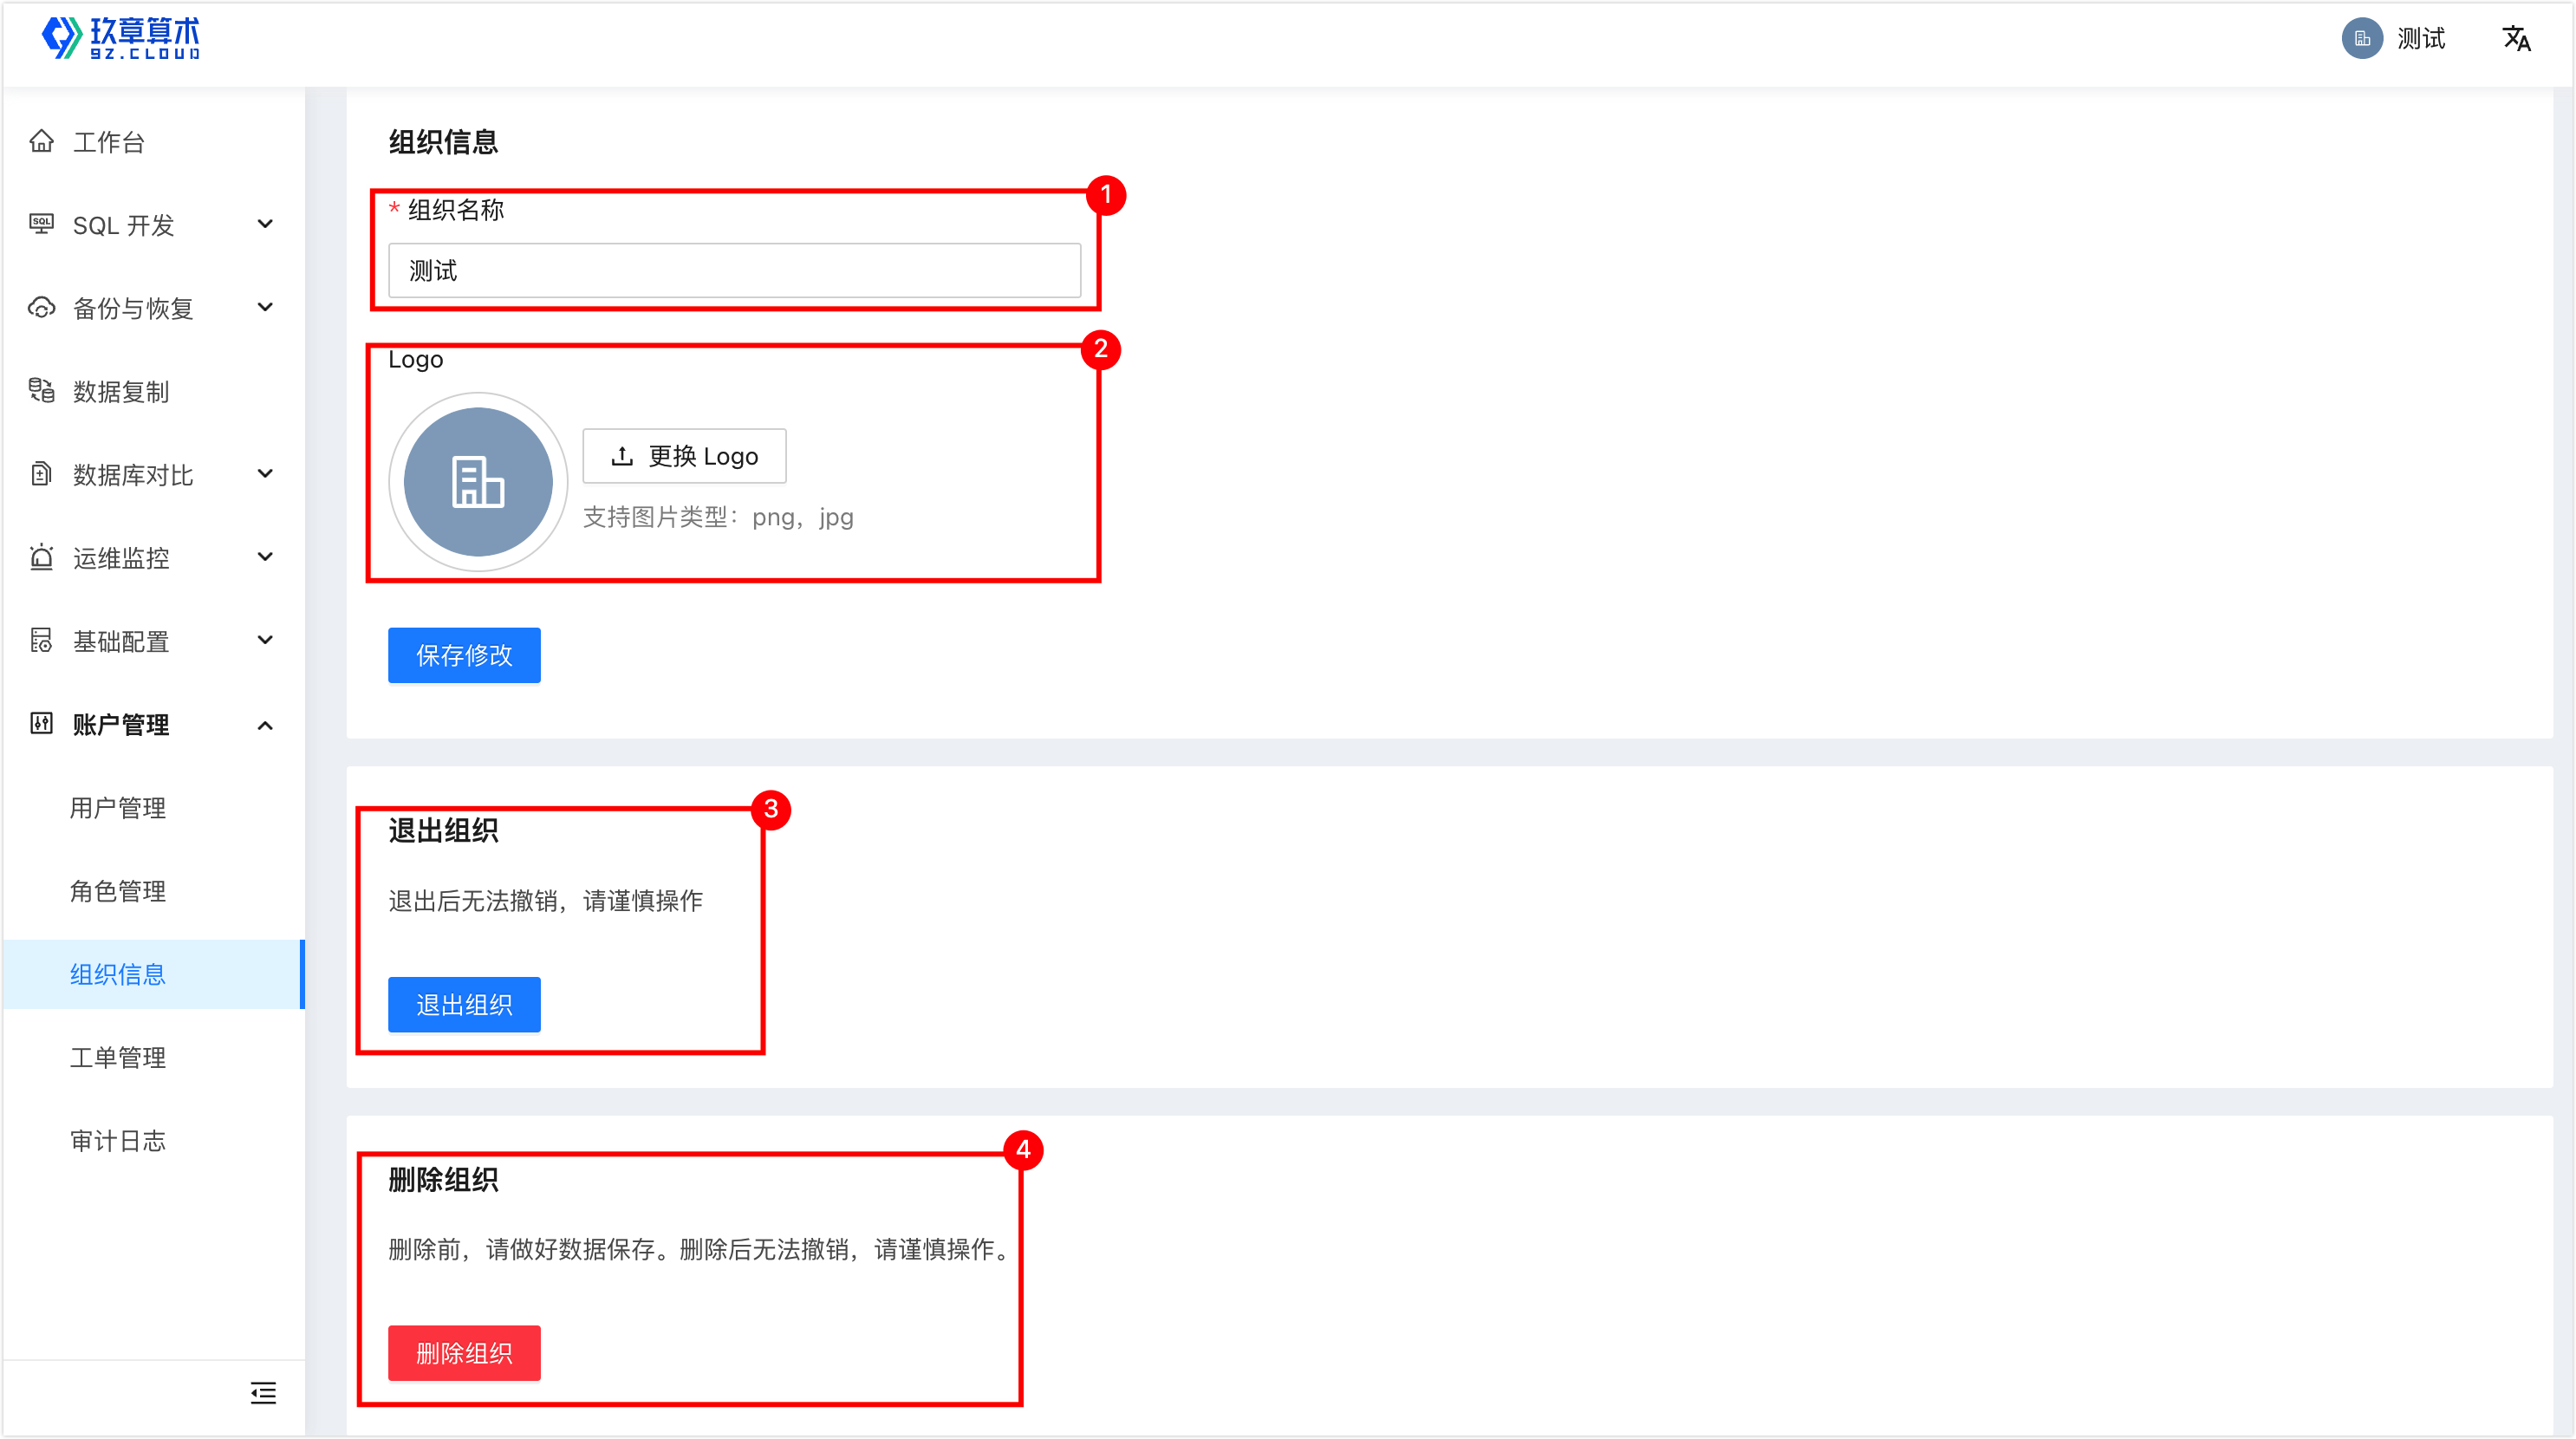 玖章算术
9Z.CLOUD
测试
文A
工作台
SQL
SQL 开发
备份与恢复
数据复制
数据库对比
运维监控
基础配置
账户管理
用户管理
角色管理
组织信息
工单管理
审计日志
组织信息
1
* 组织名称
测试
2
Logo
更换 Logo
支持图片类型：png，jpg
保存修改
3
退出组织
退出后无法撤销，请谨慎操作
退出组织
4
删除组织
删除前，请做好数据保存。删除后无法撤销，请谨慎操作。
删除组织